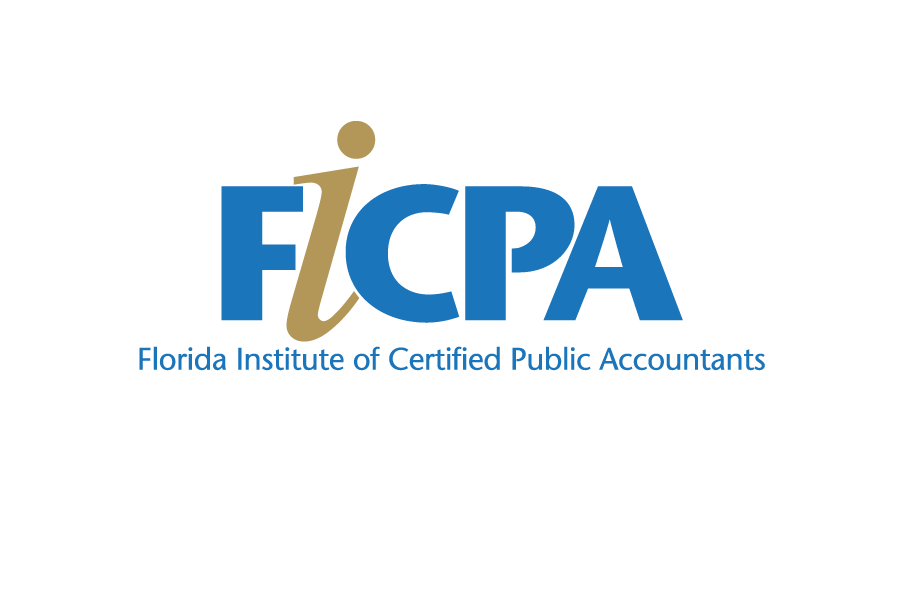 FiCPA
Florida Institute of Certified Public Accountants